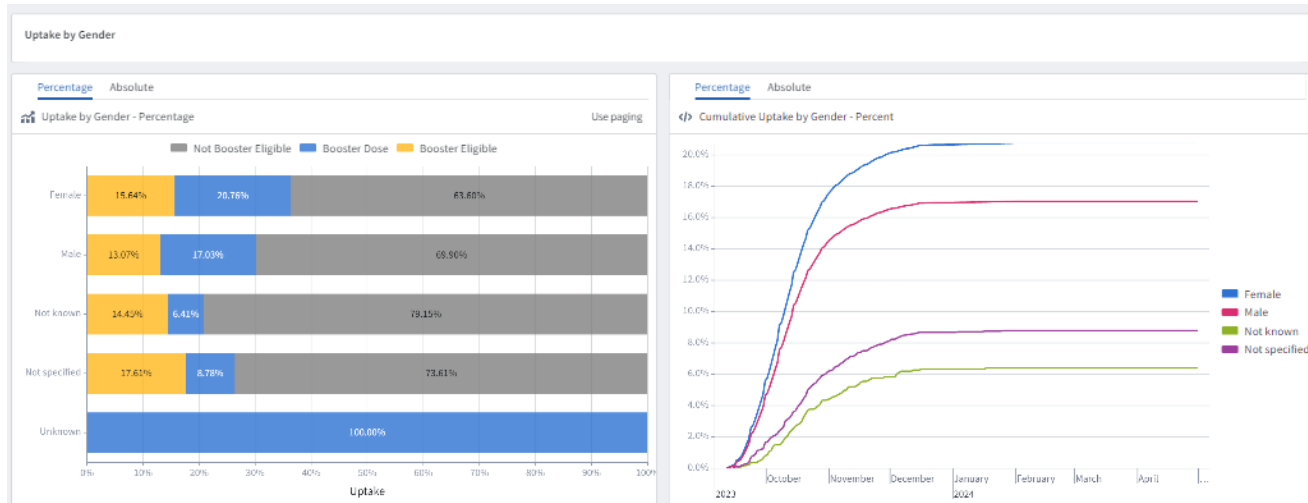 Uptake by Gender
Percentage Absolute
Uptake by Gender - Percentage Use paging
Not Booster Eligible Booster Dose Booster Eligible
Female 15.64% 20.76% 63.60%
Male 13.07% 17.03% 69.90%
Not known 14.45% 6.41% 79.15%
Not specified 17.61% 8.78% 73.61%
Unknown 100.00%
0% 10% 20% 30% 40% 50% 60% 70% 80% 90% 100%
Uptake
Percentage Absolute
</> Cumulative Uptake by Gender - Percent
20.0%
18.0%
16.0%
14.0%
12.0%
10.0%
8.0%
6.0%
4.0%
2.0%
0.0%
October November December January February March April ...
2023 2024
Female
Male
Not known
Not specified